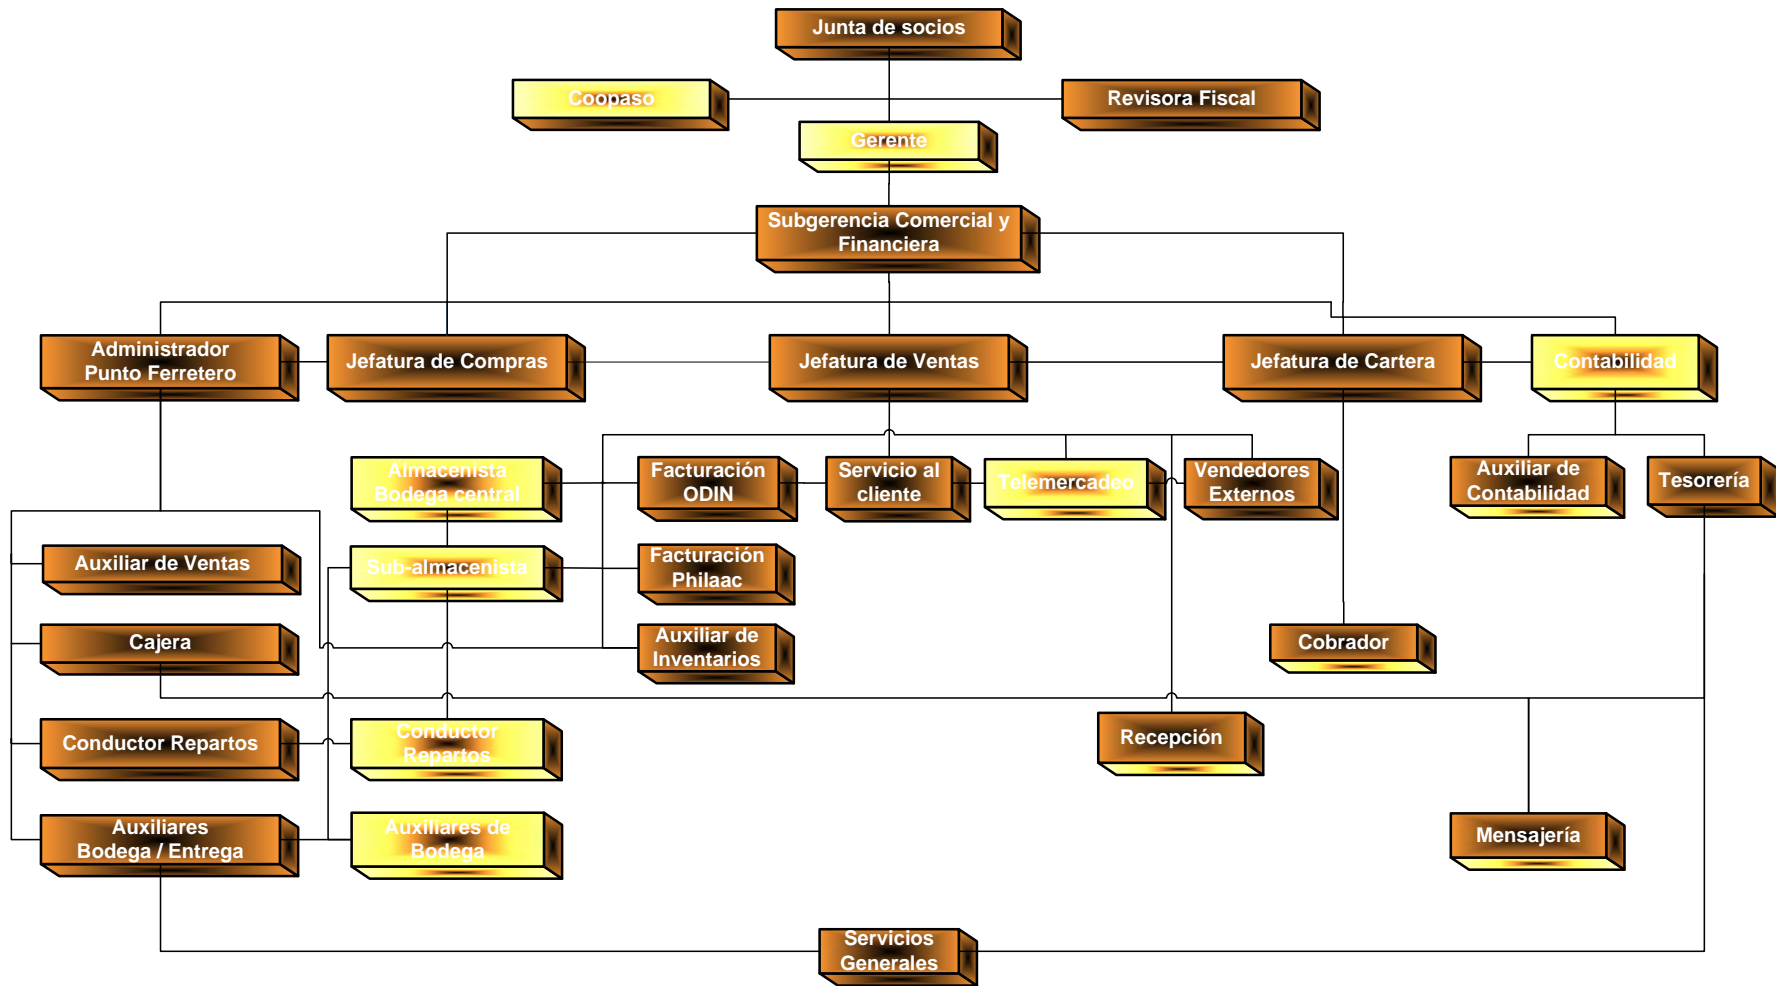 Junta de socios
Coopaso
Revisora Fiscal
Gerente
Subgerencia Comercial y
Financiera
Administrador
Punto Ferretero
Jefatura de Compras
Jefatura de Ventas
Jefatura de Cartera
Contabilidad
Almacenista
Bodega central
Facturación
ODIN
Servicio al
cliente
Telemercadeo
Vendedores
Externos
Auxiliar de
Contabilidad
Tesorería
Auxiliar de Ventas
Sub-almacenista
Facturación
Philaac
Cajera
Auxiliar de
Inventarios
Cobrador
Conductor Repartos
Conductor
Repartos
Recepción
Auxiliares
Bodega / Entrega
Auxiliares de
Bodega
Mensajería
Servicios
Generales